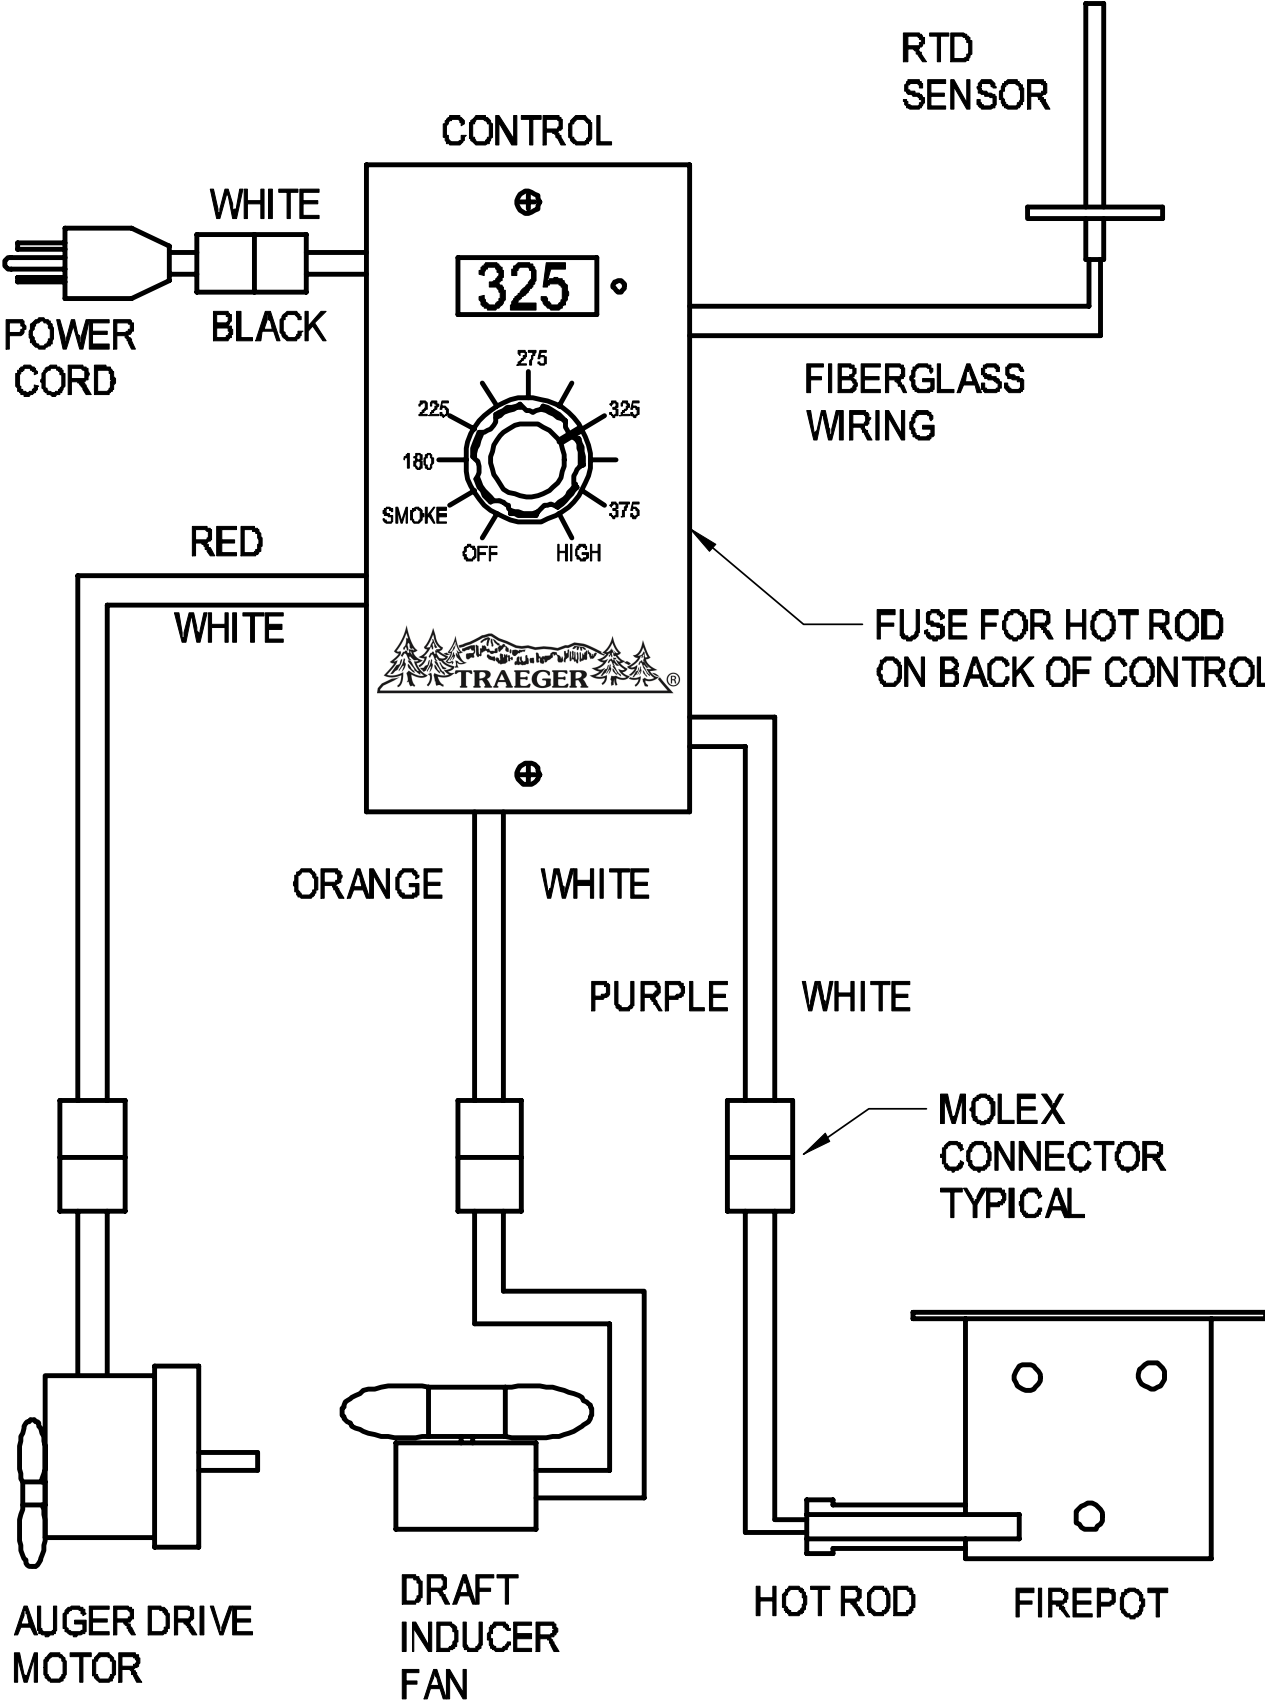 RTD
SENSOR
CONTROL
WHITE
325
POWER
CORD
BLACK
FIBERGLASS
WIRING
275
225
325
180
SMOKE
375
OFF
HIGH
RED
WHITE
FUSE FOR HOT ROD
ON BACK OF CONTROL
TRAEGER ®
ORANGE
WHITE
PURPLE
WHITE
MOLEX
CONNECTOR
TYPICAL
AUGER DRIVE
MOTOR
DRAFT
INDUCER
FAN
HOT ROD
FIREPOT